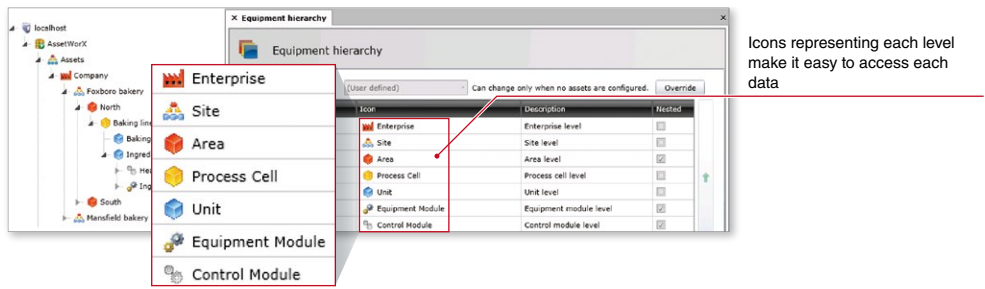 localhost
AssetWorX
Assets
Company
Foxboro bakery
North
Baking line
Baking
Ingred
Hea
Ing
South
Mansfield bakery
× Equipment hierarchy ×
Equipment hierarchy
(User defined) Can change only when no assets are configured. Override
Icon Description Nested
Enterprise Enterprise level
Site Site level
Area Area level
Process Cell Process cell level
Unit Unit level
Equipment Module Equipment module level
Control Module Control module level
Enterprise
Site
Area
Process Cell
Unit
Equipment Module
Control Module
Icons representing each level
make it easy to access each
data